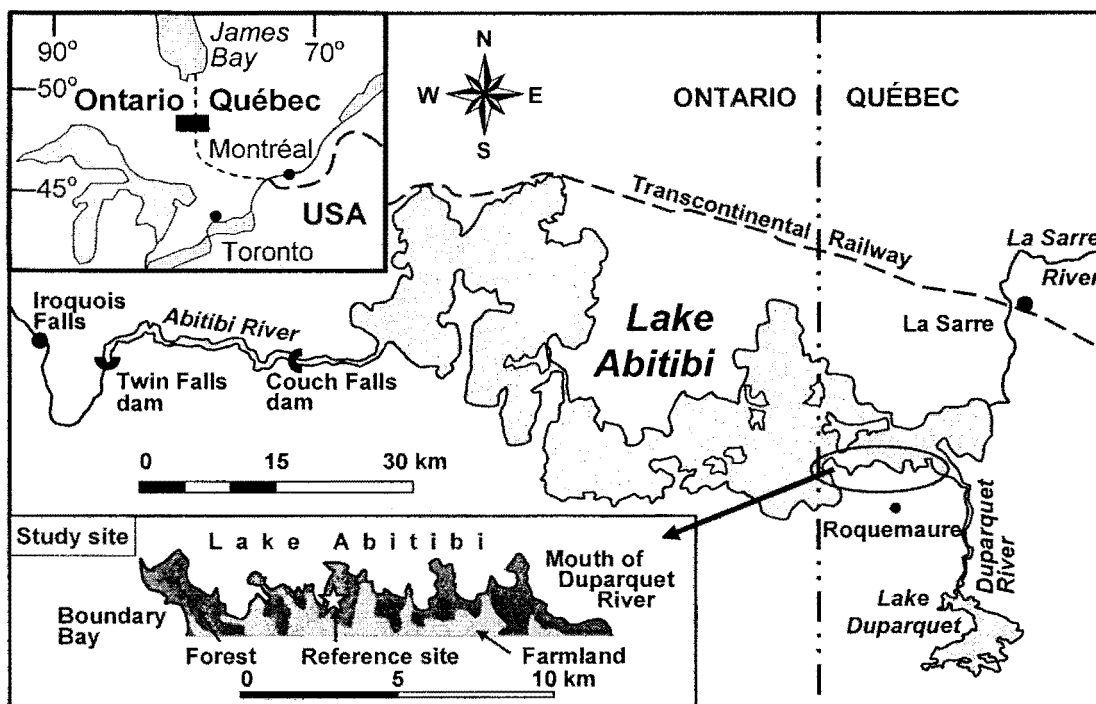 90°
James
Bay
70°
50°
Ontario
Québec
Montréal
45°
USA
Toronto
N
W
E
S
ONTARIO
QUÉBEC
Transcontinental
Railway
La Sarre
River
La Sarre
Iroquois
Falls
Abitibi River
Lake
Abitibi
Twin Falls
dam
Couch Falls
dam
0
15
30 km
Roquemaure
Duparquet
River
Lake
Duparquet
Study site
Lake Abitibi
Mouth of
Duparquet
River
Boundary
Bay
Forest
Reference site
Farmland
0
5
10 km